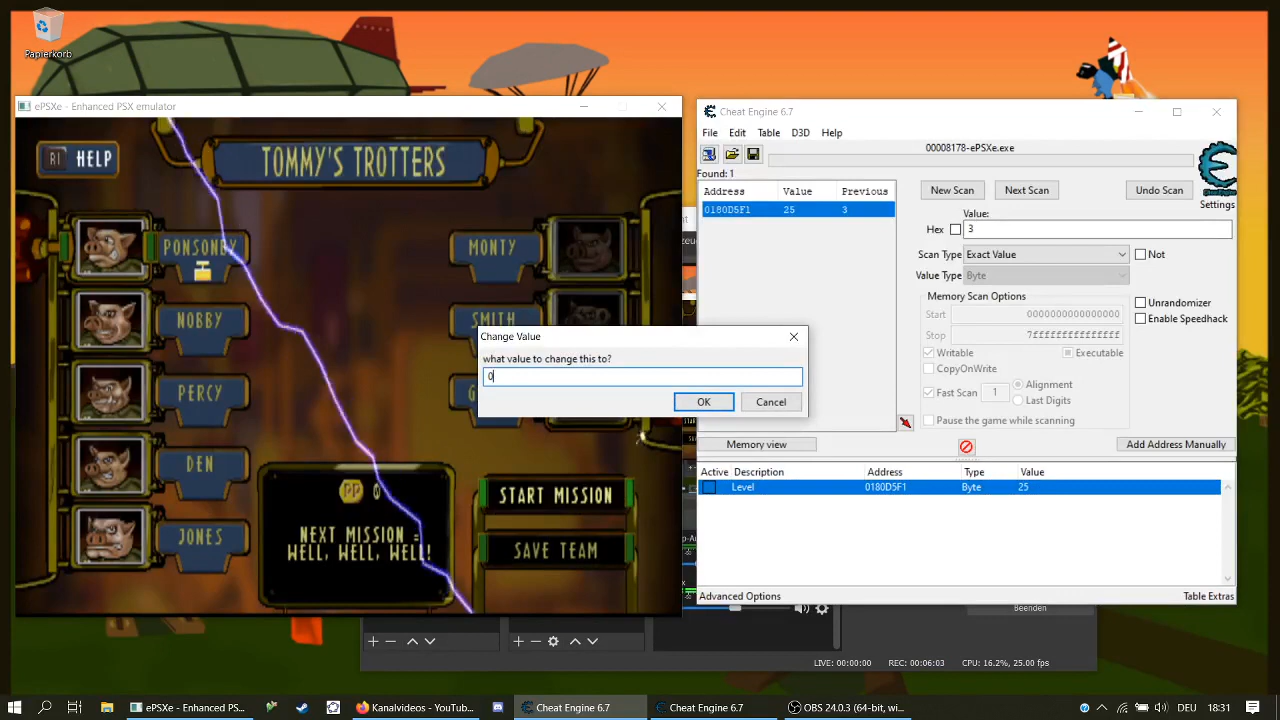 Papierkorb
ePSXe - Enhanced PSX emulator
R1 HELP
TOMMY'S TROTTERS
PONSONBY
NOBBY
PERCY
DEN
JONES
MONTY
SMITH
PP 0
NEXT MISSION =
WELL, WELL, WELL!
START MISSION
SAVE TEAM
Cheat Engine 6.7
File Edit Table D3D Help
00008178-ePSXe.exe
Found: 1
Address Value Previous
0180D5F1 25 3
New Scan Next Scan Undo Scan
Settings
Value:
Hex 3
Scan Type Exact Value Not
Value Type Byte
Memory Scan Options
Start 0000000000000000
Stop 7fffffffffffffff
Writable Executable
CopyOnWrite
Fast Scan 1 Alignment
Last Digits
Pause the game while scanning
Unrandomizer
Enable Speedhack
Memory view
Add Address Manually
Active Description Address Type Value
Level 0180D5F1 Byte 25
Advanced Options Table Extras
Change Value
what value to change this to?
0
OK Cancel
Beenden
LIVE: 00:00:00 REC: 00:06:03 CPU: 16.2%, 25.00 fps
ePSXe - Enhanced PS...
Kanalvideos - YouTub...
Cheat Engine 6.7
Cheat Engine 6.7
OBS 24.0.3 (64-bit, wi...
DEU 18:31